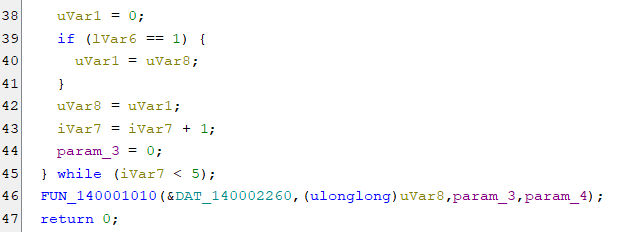 38 uVar1 = 0;
39 if (lVar6 == 1) {
40 uVar1 = uVar8;
41 }
42 uVar8 = uVar1;
43 iVar7 = iVar7 + 1;
44 param_3 = 0;
45 } while (iVar7 < 5);
46 FUN_140001010(&DAT_140002260,(ulonglong)uVar8,param_3,param_4);
47 return 0;